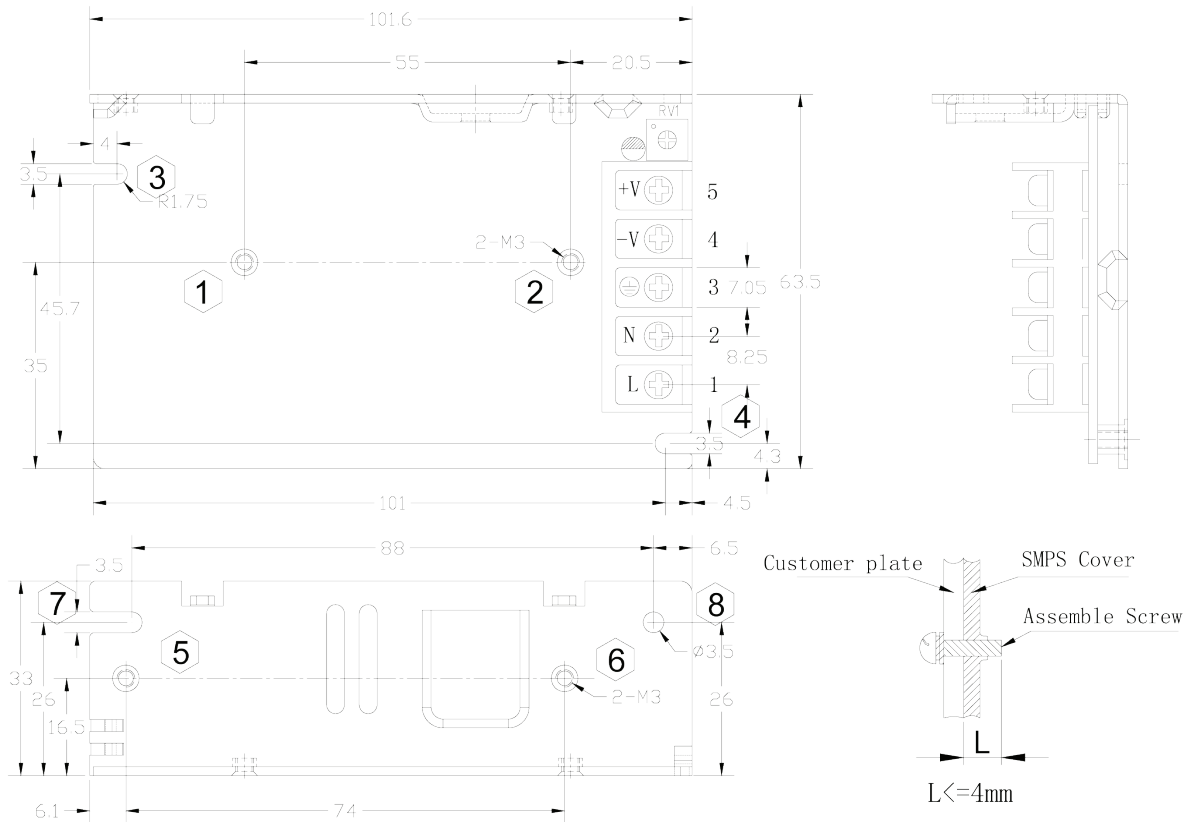 101.6
55
20.5
RV1
4
3.5
3
R1.75
+V
5
-V
4
2-M3
1
2
3
7.05
63.5
45.7
N
2
8.25
35
L
1
4
3.5
4.3
101
4.5
88
6.5
3.5
7
8
5
6
ø3.5
33
26
16.5
2-M3
26
6.1
74
Customer plate
SMPS Cover
Assemble Screw
L
L<=4mm